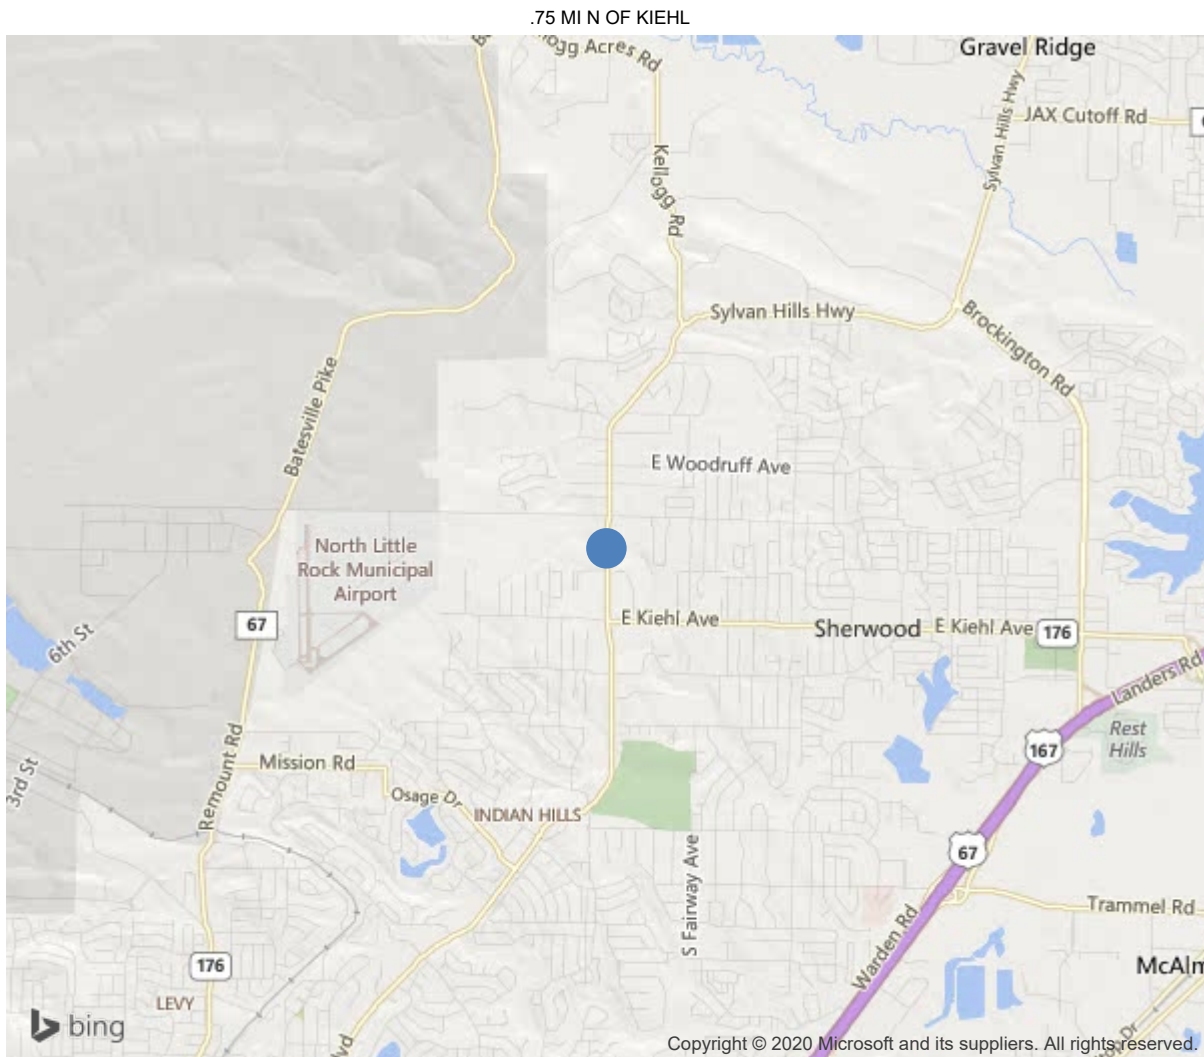 .75 MI N OF KIEHL
Acres Rd
Gravel Ridge
Sylvan Hills Hwy
JAX Cutoff Rd
Kellogg Rd
Sylvan Hills Hwy
Brockington Rd
Batesville Pike
E Woodruff Ave
North Little
Rock Municipal
Airport
67
6th St
E Kiehl Ave
Sherwood
E Kiehl Ave
176
Landers Rd
Rest
Hills
167
3rd St
Remount Rd
Mission Rd
Osage Dr
INDIAN HILLS
S Fairway Ave
67
Trammel Rd
Warden Rd
176
LEVY
bing
Dr
Copyright © 2020 Microsoft and its suppliers. All rights reserved.